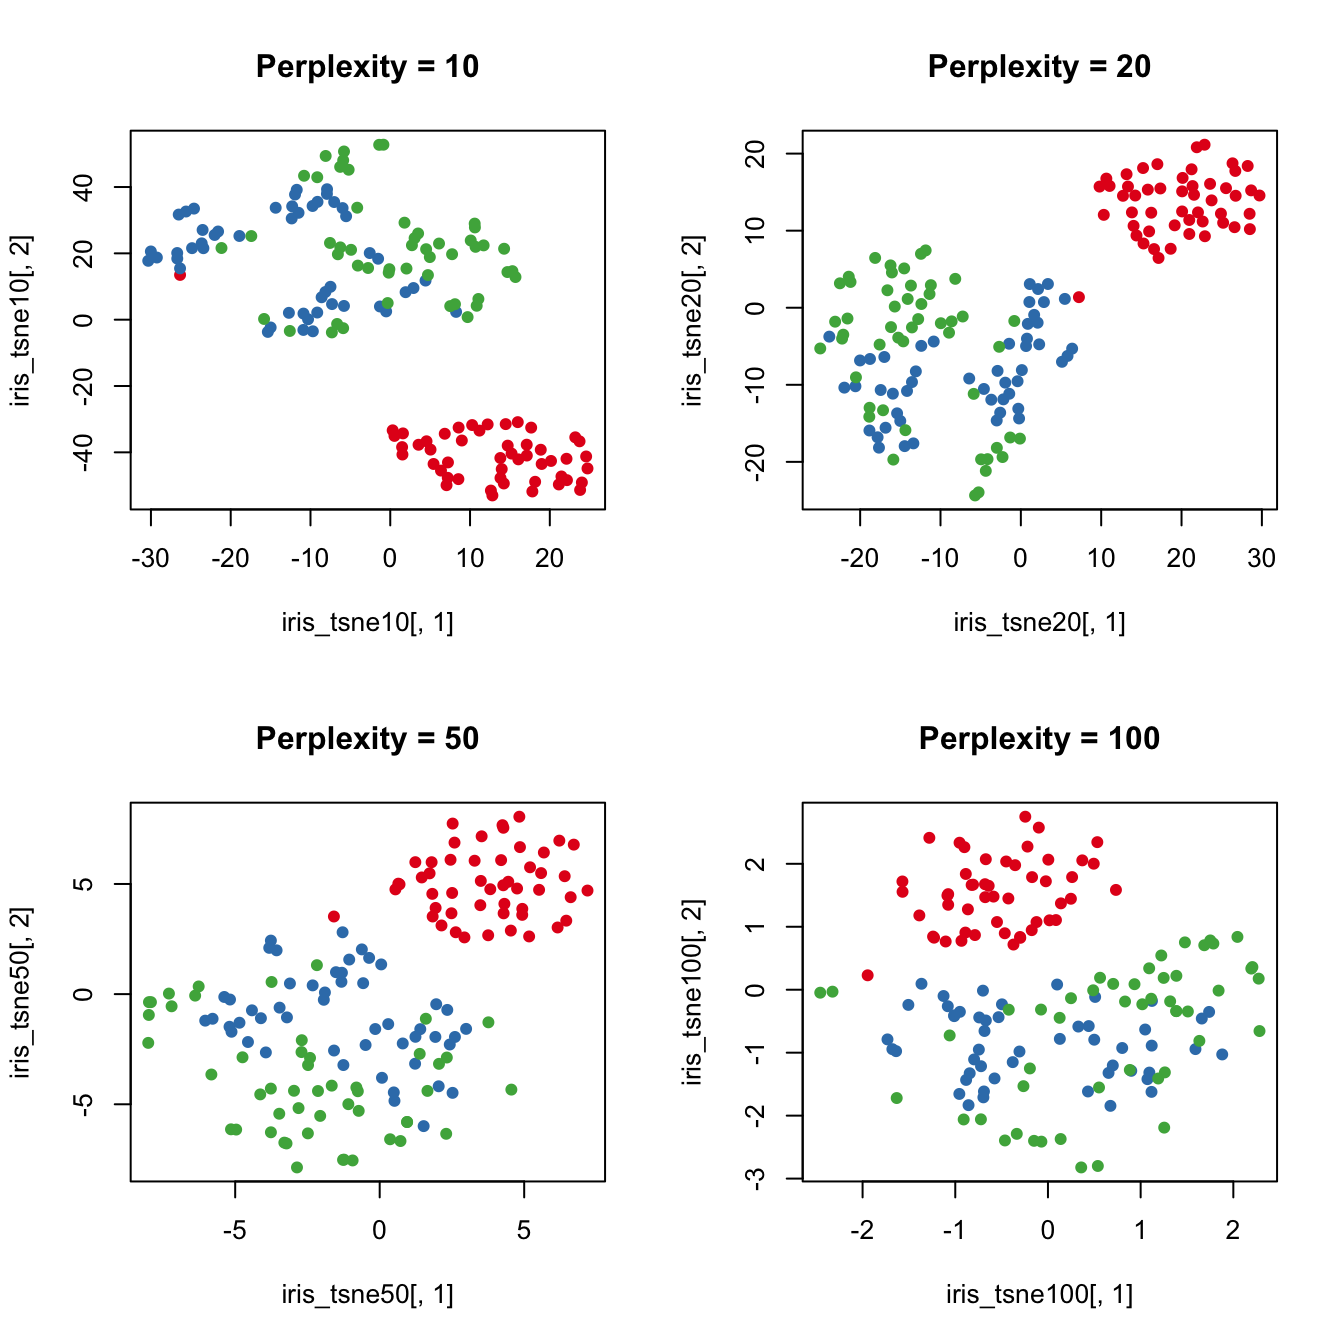 Perplexity = 10
iris_tsne10[, 2]
40
20
0
-20
-40
-30 -20 -10 0 10 20
iris_tsne10[, 1]
Perplexity = 20
iris_tsne20[, 2]
20
10
0
-10
-20
-20 -10 0 10 20 30
iris_tsne20[, 1]
Perplexity = 50
iris_tsne50[, 2]
5
0
-5
-5 0 5
iris_tsne50[, 1]
Perplexity = 100
iris_tsne100[, 2]
2
1
0
-1
-2
-3
-2 -1 0 1 2
iris_tsne100[, 1]